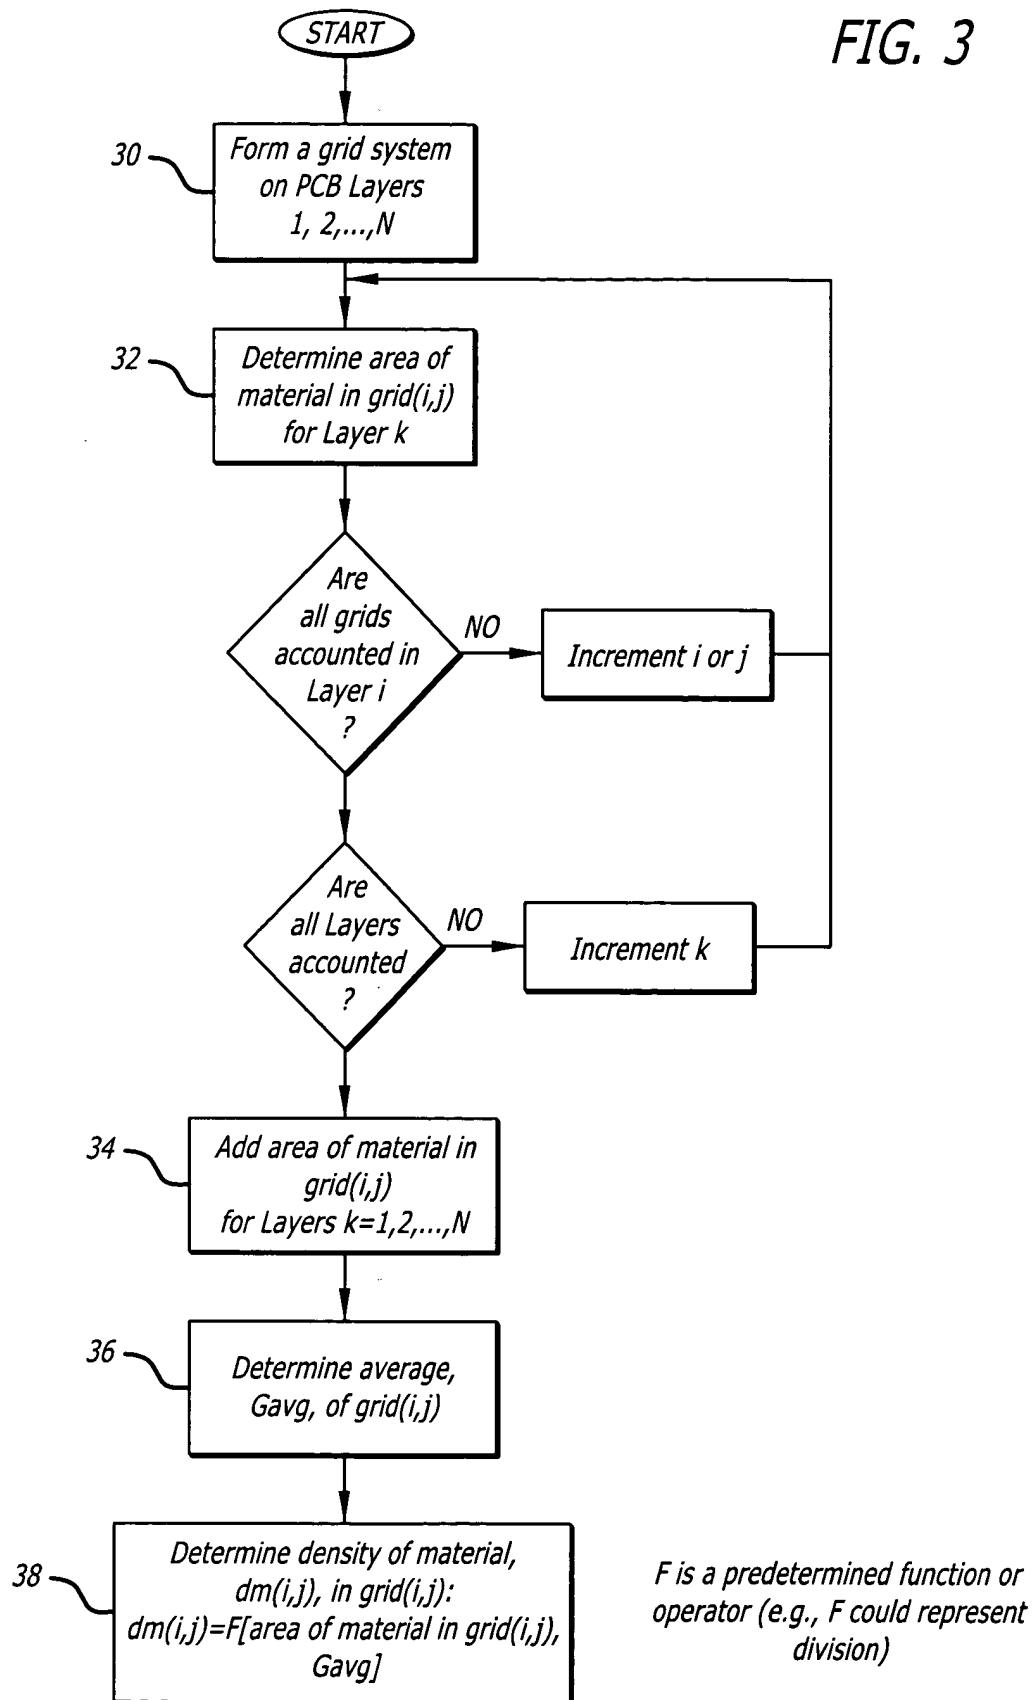 FIG. 3
START
30
Form a grid system
on PCB Layers
1, 2,...,N
32
Determine area of
material in grid(i,j)
for Layer k
Are
all grids
accounted in
Layer i
?
NO
Increment i or j
Are
all Layers
accounted
?
NO
Increment k
34
Add area of material in
grid(i,j)
for Layers k=1,2,...,N
36
Determine average,
Gavg, of grid(i,j)
38
Determine density of material,
dm(i,j), in grid(i,j):
dm(i,j)=F[area of material in grid(i,j),
Gavg]
F is a predetermined function or
operator (e.g., F could represent
division)